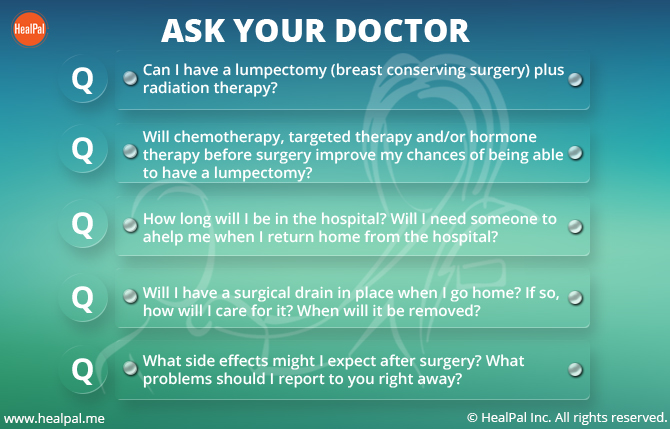 HealPal
ASK YOUR DOCTOR
Q
Can I have a lumpectomy (breast conserving surgery) plus
radiation therapy?
Q
Will chemotherapy, targeted therapy and/or hormone
therapy before surgery improve my chances of being able
to have a lumpectomy?
Q
How long will I be in the hospital? Will I need someone to
ahelp me when I return home from the hospital?
Q
Will I have a surgical drain in place when I go home? If so,
how will I care for it? When will it be removed?
Q
What side effects might I expect after surgery? What
problems should I report to you right away?
www.healpal.me
© HealPal Inc. All rights reserved.